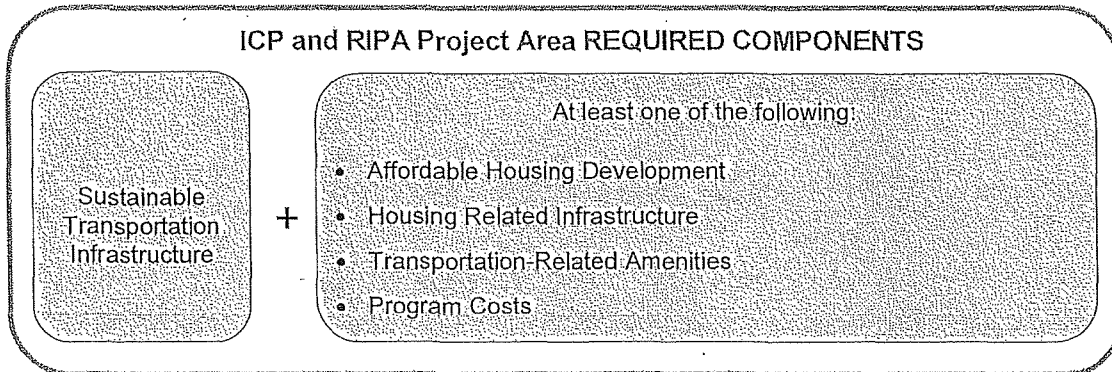 ICP and RIPA Project Area REQUIRED COMPONENTS
Sustainable
Transportation
Infrastructure
+
At least one of the following:
• Affordable Housing Development
• Housing Related Infrastructure
• Transportation-Related Amenities
• Program Costs